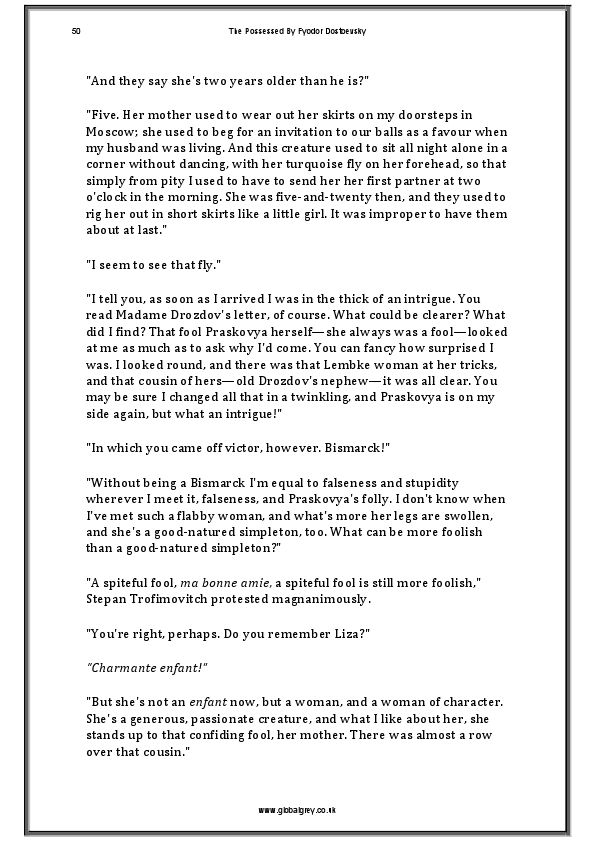 50
The Possessed By Fyodor Dostoevsky
"And they say she's two years older than he is?"
"Five. Her mother used to wear out her skirts on my doorsteps in
Moscow; she used to beg for an invitation to our balls as a favour when
my husband was living. And this creature used to sit all night alone in a
corner without dancing, with her turquoise fly on her forehead, so that
simply from pity I used to have to send her her first partner at two
o'clock in the morning. She was five-and-twenty then, and they used to
rig her out in short skirts like a little girl. It was improper to have them
about at last."
"I seem to see that fly."
"I tell you, as soon as I arrived I was in the thick of an intrigue. You
read Madame Drozdov's letter, of course. What could be clearer? What
did I find? That fool Praskovya herself—she always was a fool—looked
at me as much as to ask why I'd come. You can fancy how surprised I
was. I looked round, and there was that Lembke woman at her tricks,
and that cousin of hers—old Drozdov's nephew—it was all clear. You
may be sure I changed all that in a twinkling, and Praskovya is on my
side again, but what an intrigue!"
"In which you came off victor, however. Bismarck!"
"Without being a Bismarck I'm equal to falseness and stupidity
wherever I meet it, falseness, and Praskovya's folly. I don't know when
I've met such a flabby woman, and what's more her legs are swollen,
and she's a good-natured simpleton, too. What can be more foolish
than a good-natured simpleton?"
"A spiteful fool, ma bonne amie, a spiteful fool is still more foolish,"
Stepan Trofimovitch protested magnanimously.
"You're right, perhaps. Do you remember Liza?"
"Charmante enfant!"
"But she's not an enfant now, but a woman, and a woman of character.
She's a generous, passionate creature, and what I like about her, she
stands up to that confiding fool, her mother. There was almost a row
over that cousin."
www.globalgrey.co.uk